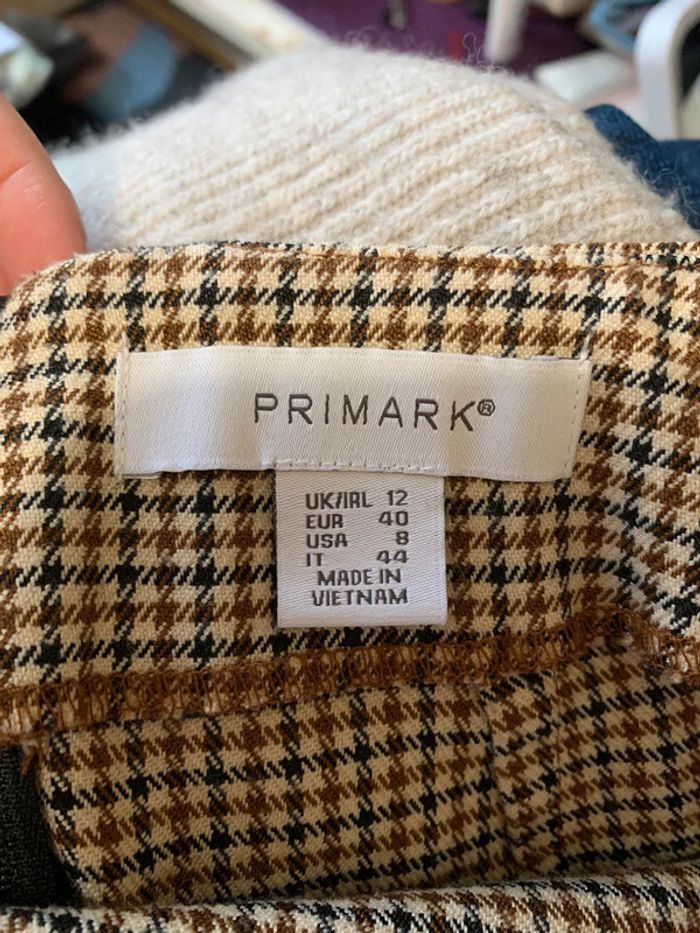 PRIMARK®
UK/IRL 12
EUR 40
USA 8
IT 44
MADE IN
VIETNAM